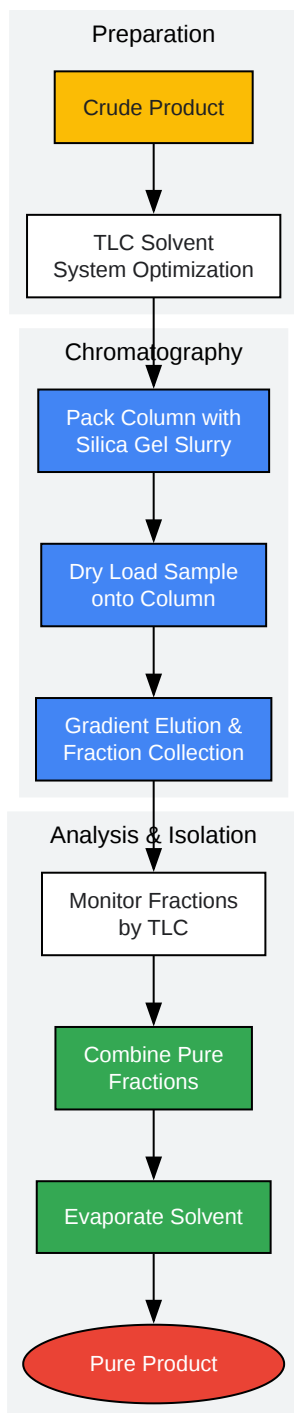 Preparation
Crude Product
TLC Solvent
System Optimization
Chromatography
Pack Column with
Silica Gel Slurry
Dry Load Sample
onto Column
Gradient Elution &
Fraction Collection
Analysis & Isolation
Monitor Fractions
by TLC
Combine Pure
Fractions
Evaporate Solvent
Pure Product